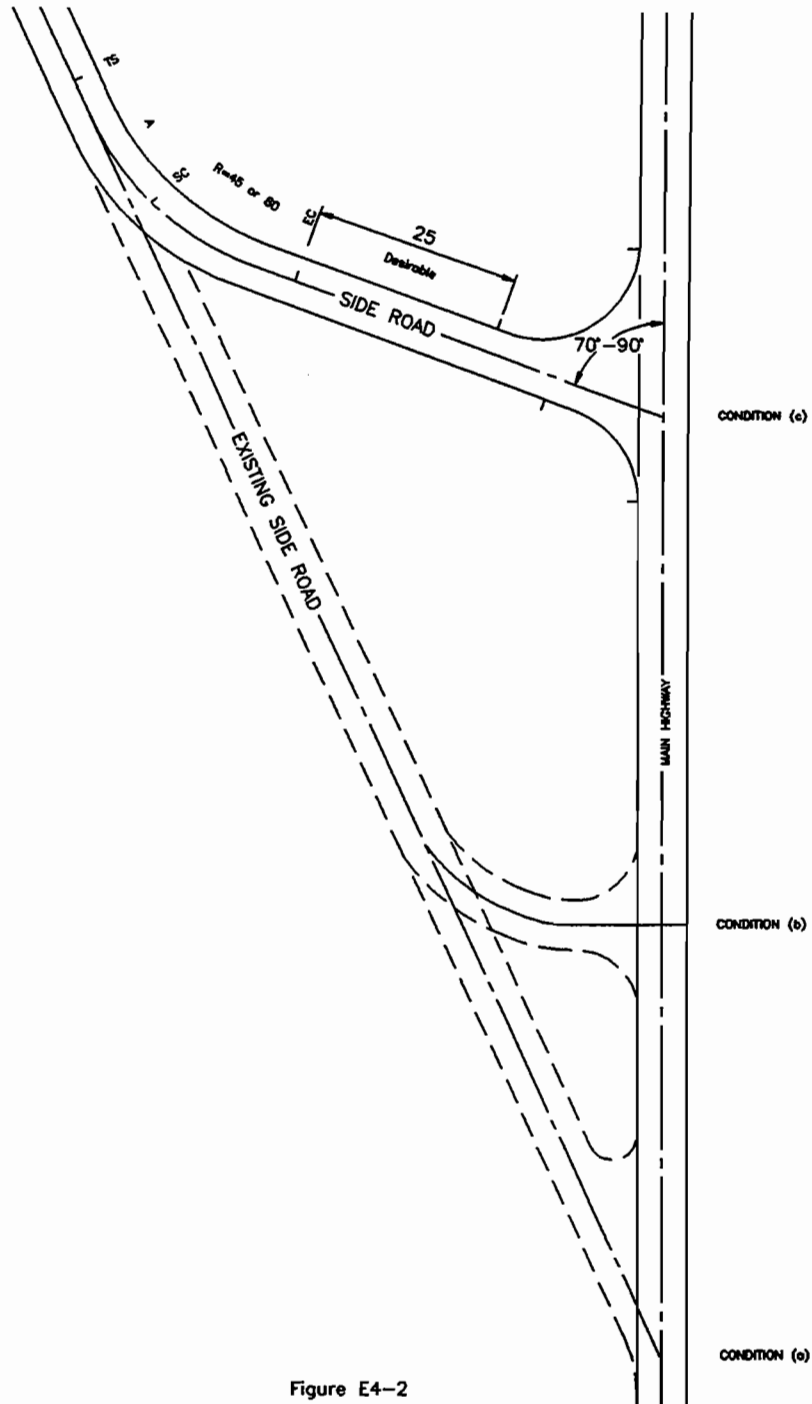 TS
A
SC
R=45 or 80
EC
25
Desirable
SIDE ROAD
70°-90°
CONDITION (c)
EXISTING SIDE ROAD
MAIN HIGHWAY
CONDITION (b)
CONDITION (a)
Figure E4-2